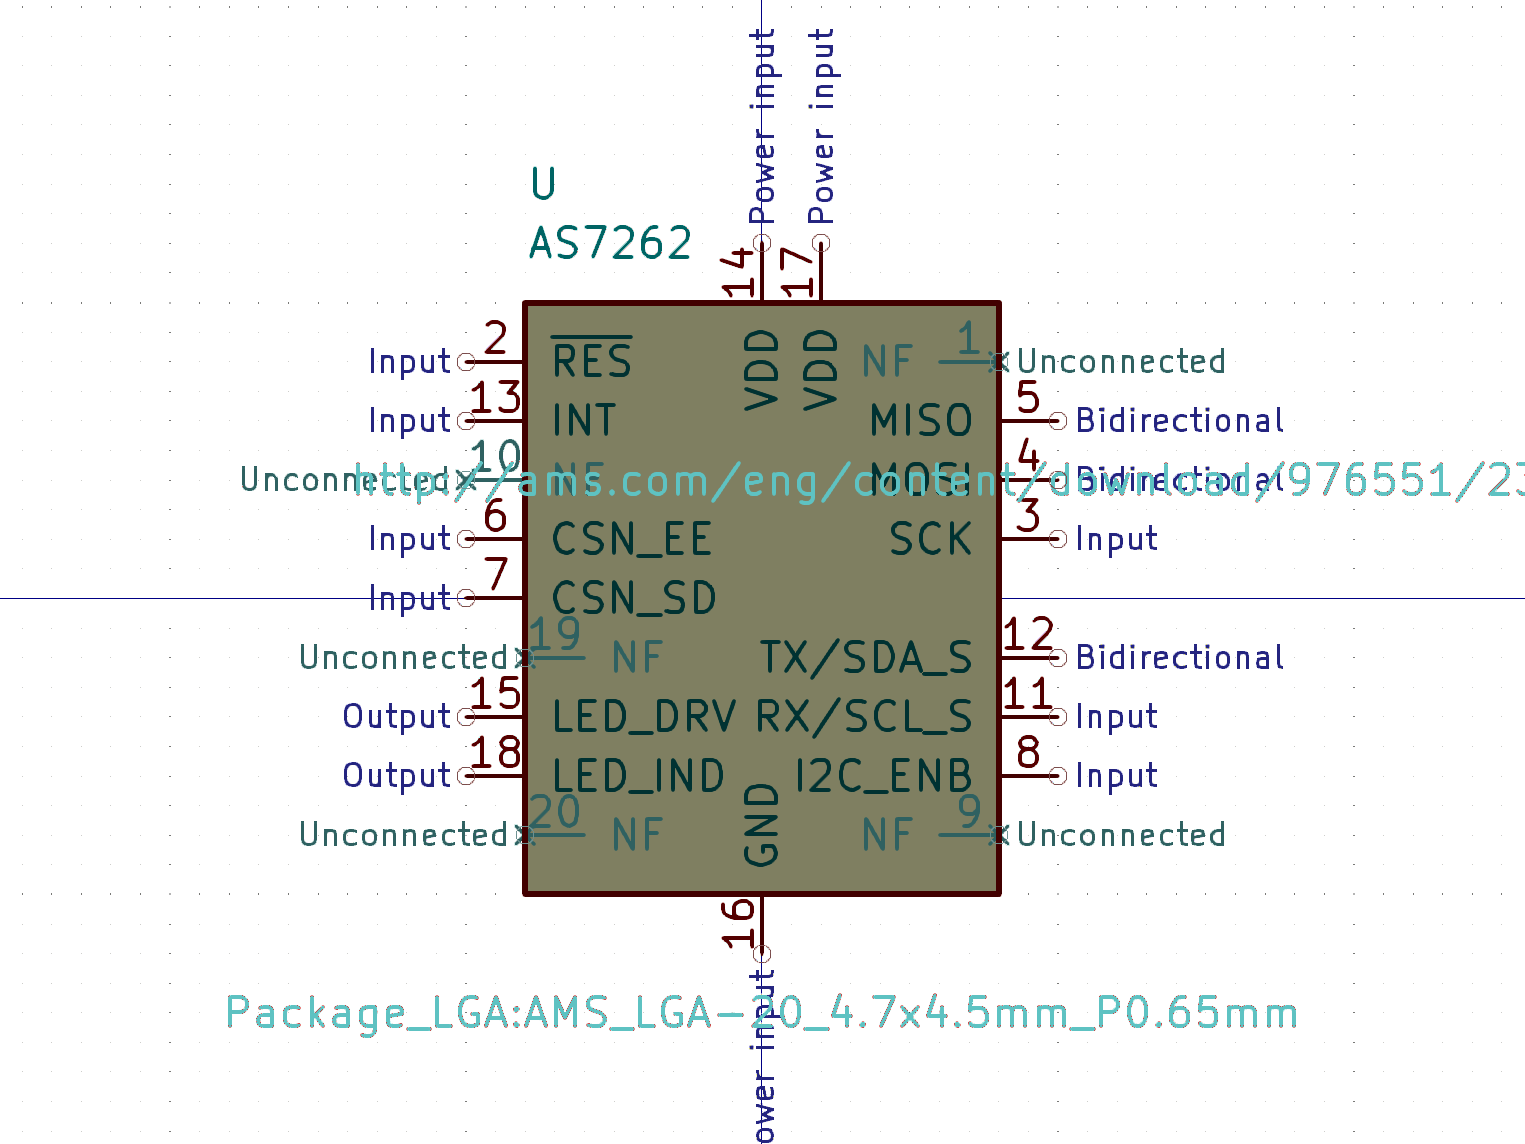 Power input
Power input
U
AS7262
14
17
Input 2 RES
VDD
VDD
NF 1 Unconnected
Input 13 INT
MISO 5 Bidirectional
Unconnected 10 NF
MOSI 4 Bidirectional
http://ams.com/eng/content/download/976551/23
Input 6 CSN_EE
SCK 3 Input
Input 7 CSN_SD
Unconnected 19 NF
TX/SDA_S 12 Bidirectional
Output 15 LED_DRV
RX/SCL_S 11 Input
Output 18 LED_IND
I2C_ENB 8 Input
Unconnected 20 NF
GND
NF 9 Unconnected
16
Package_LGA:AMS_LGA-20_4.7x4.5mm_P0.65mm
ower input